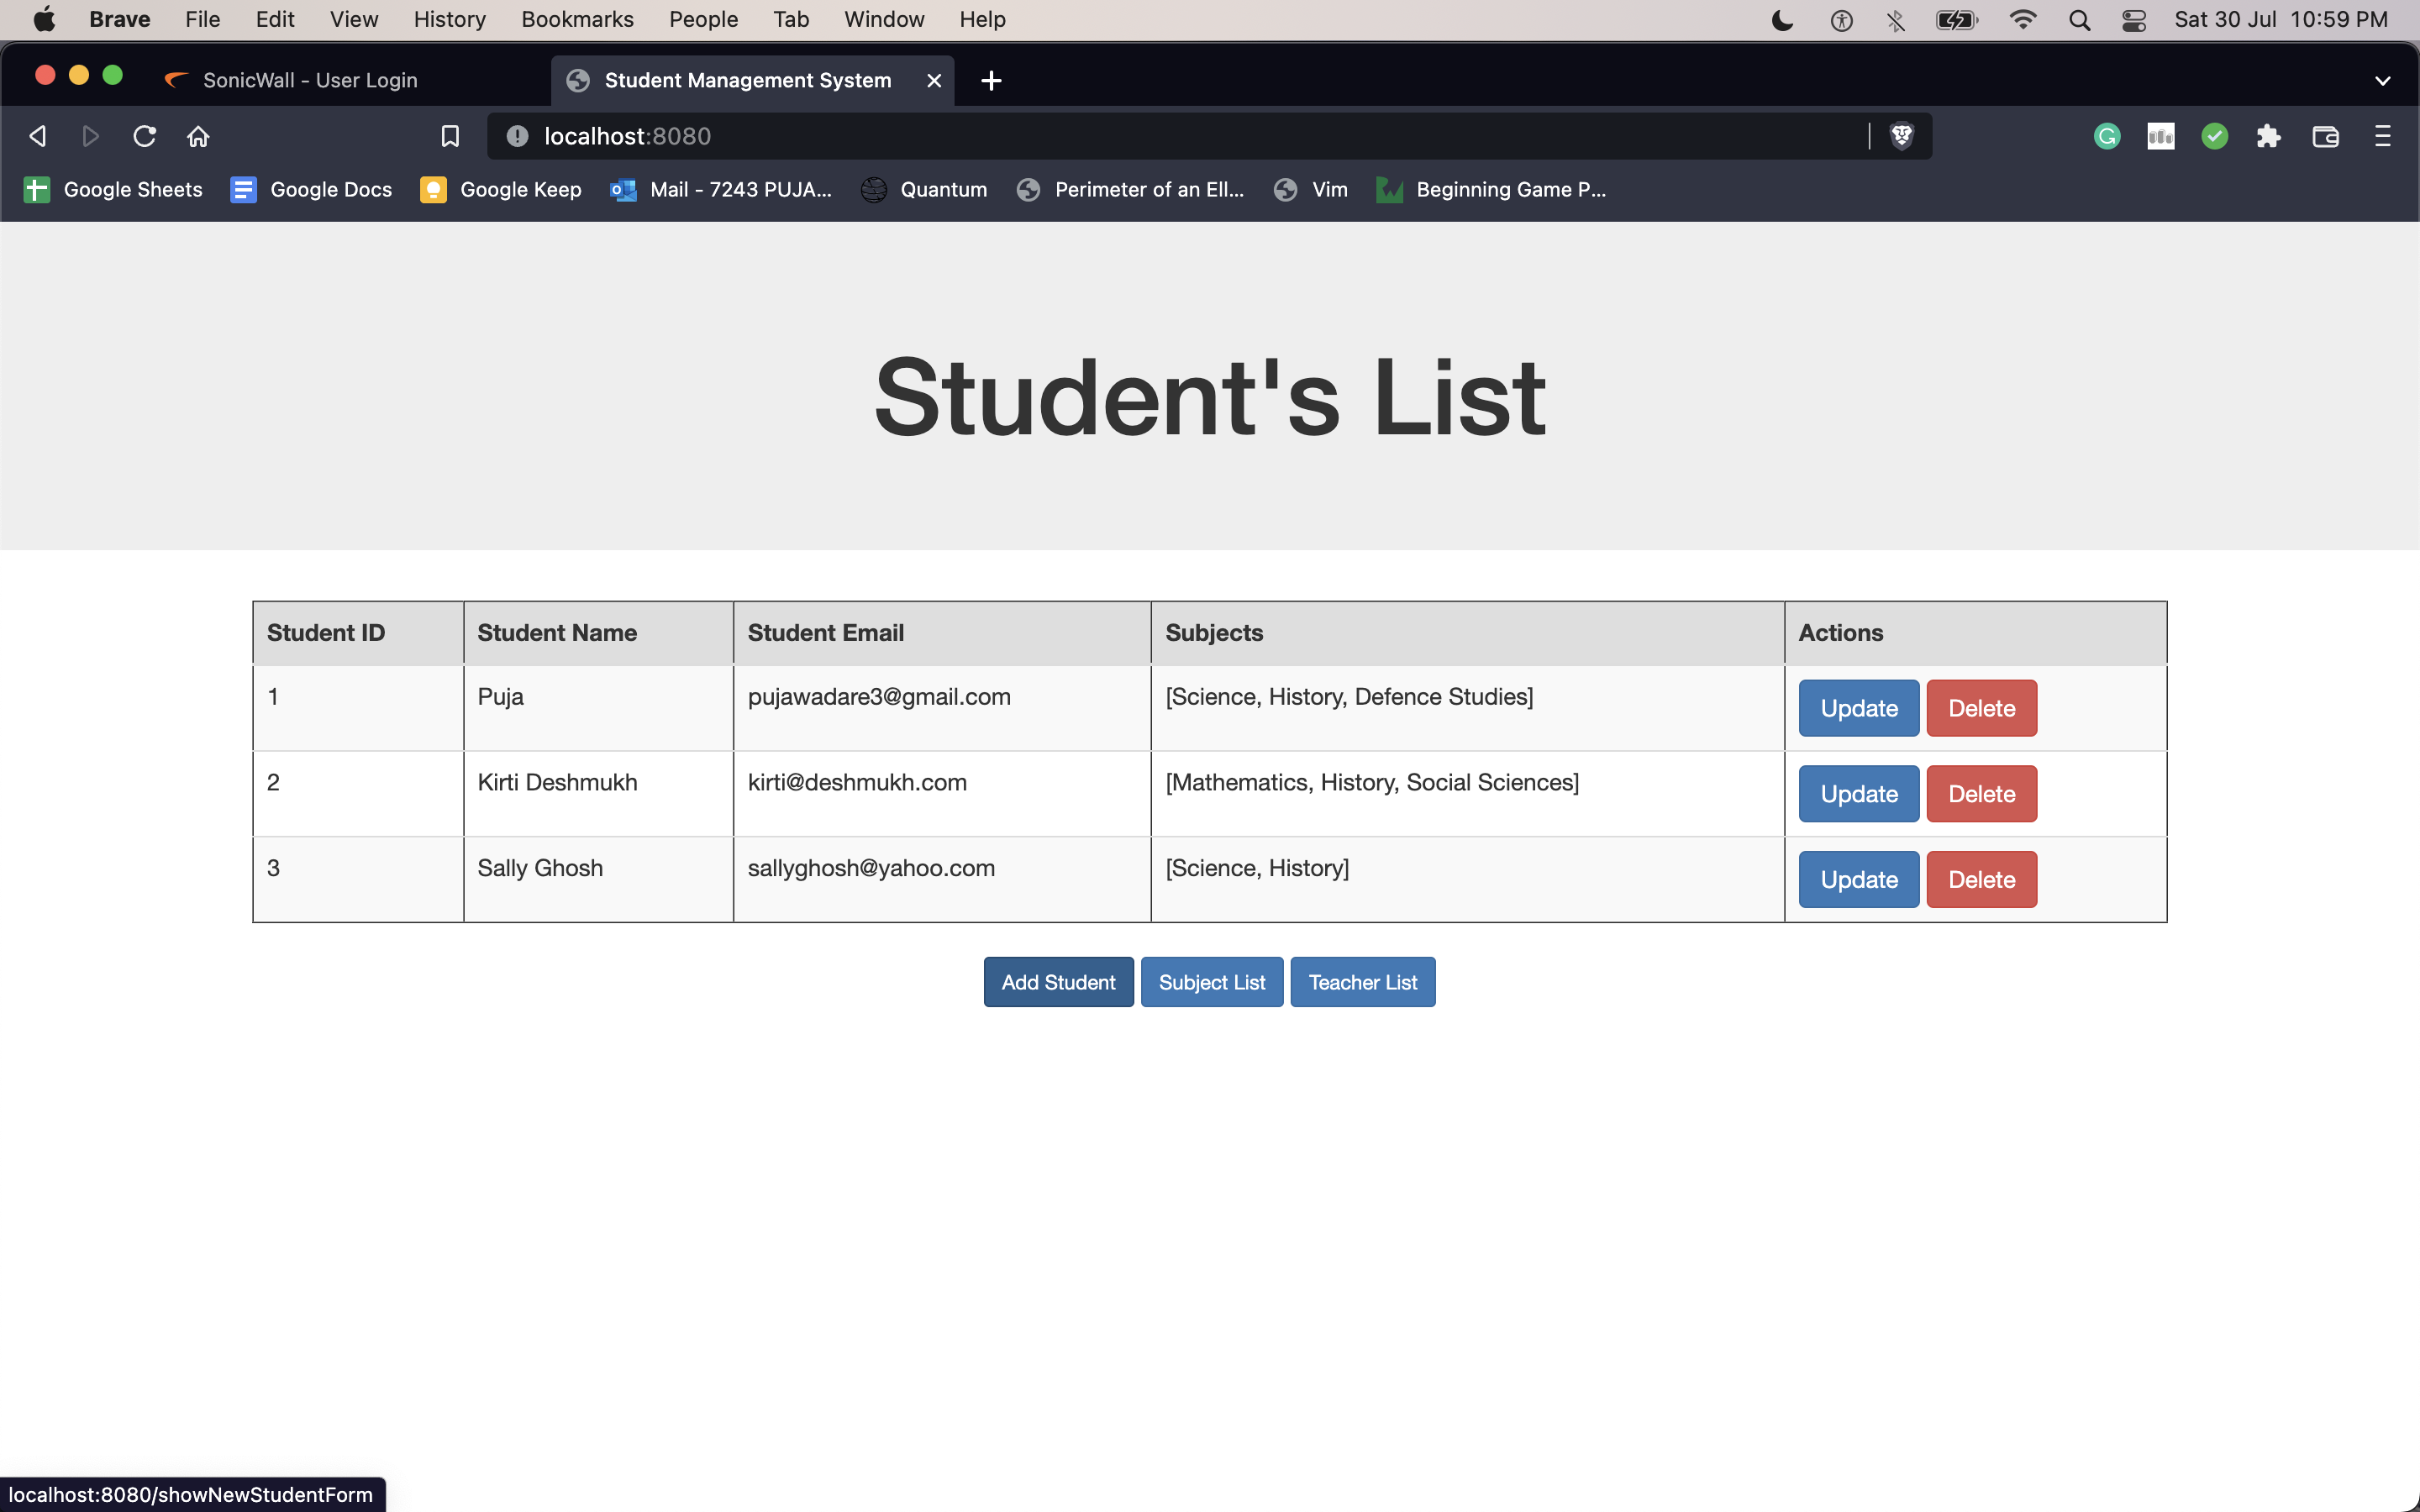 Brave File Edit View History Bookmarks People Tab Window Help Sat 30 Jul 10:59 PM
SonicWall - User Login Student Management System
localhost:8080
Google Sheets Google Docs Google Keep Mail - 7243 PUJA... Quantum Perimeter of an Ell... Vim Beginning Game P...
Student's List
Student ID Student Name Student Email Subjects Actions
1 Puja pujawadare3@gmail.com [Science, History, Defence Studies] Update Delete
2 Kirti Deshmukh kirti@deshmukh.com [Mathematics, History, Social Sciences] Update Delete
3 Sally Ghosh sallyghosh@yahoo.com [Science, History] Update Delete
Add Student Subject List Teacher List
localhost:8080/showNewStudentForm